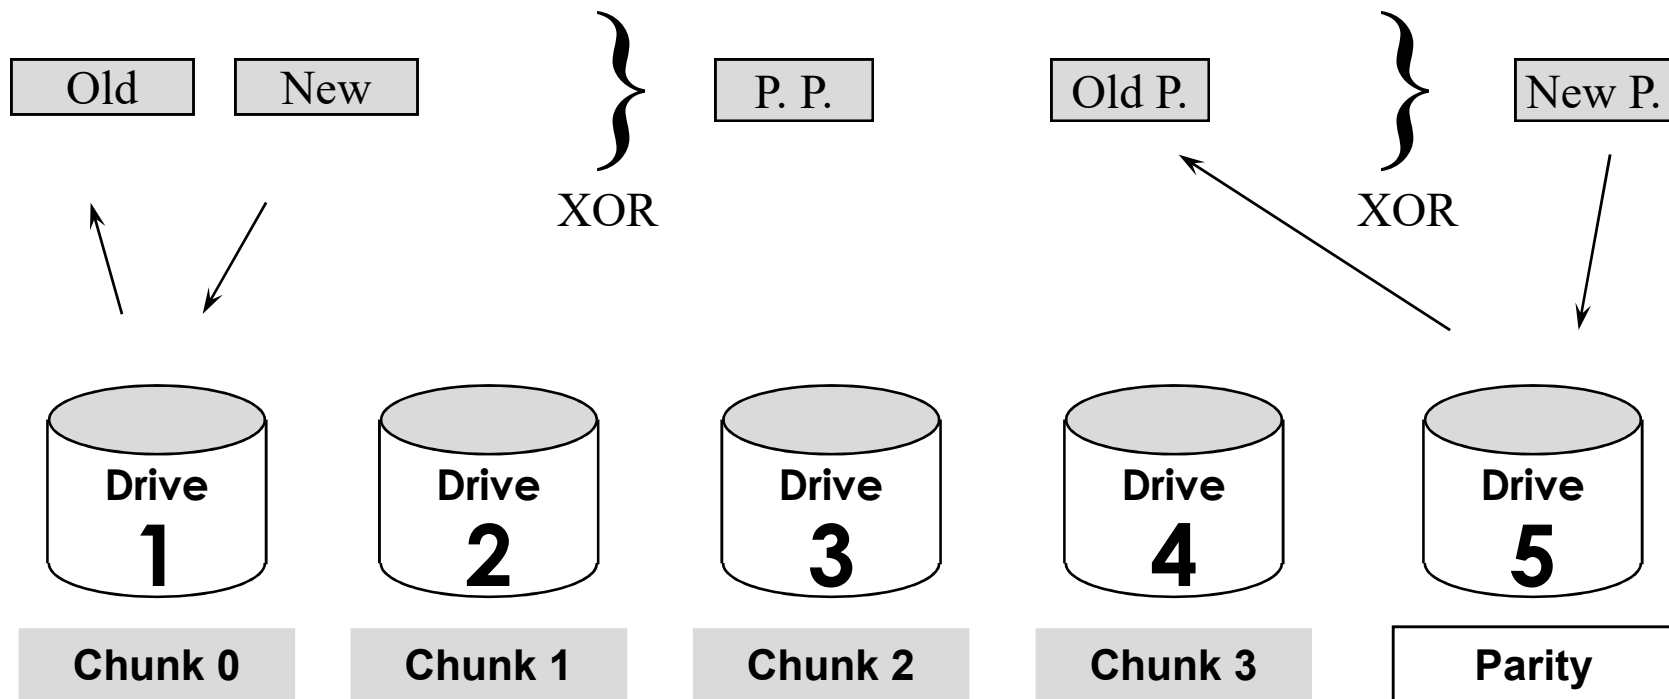 Old New P. P. Old P. New P.
XOR XOR
Drive Drive Drive Drive Drive
1 2 3 4 5
Chunk 0 Chunk 1 Chunk 2 Chunk 3 Parity